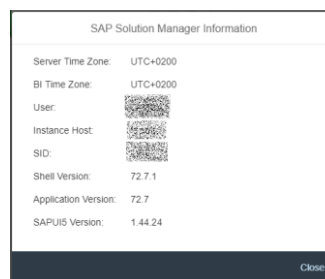 SAP Solution Manager Information
Server Time Zone: UTC+0200
BI Time Zone: UTC+0200
User:
Instance Host:
SID:
Shell Version: 72.7.1
Application Version: 72.7
SAPUI5 Version: 1.44.24
Close